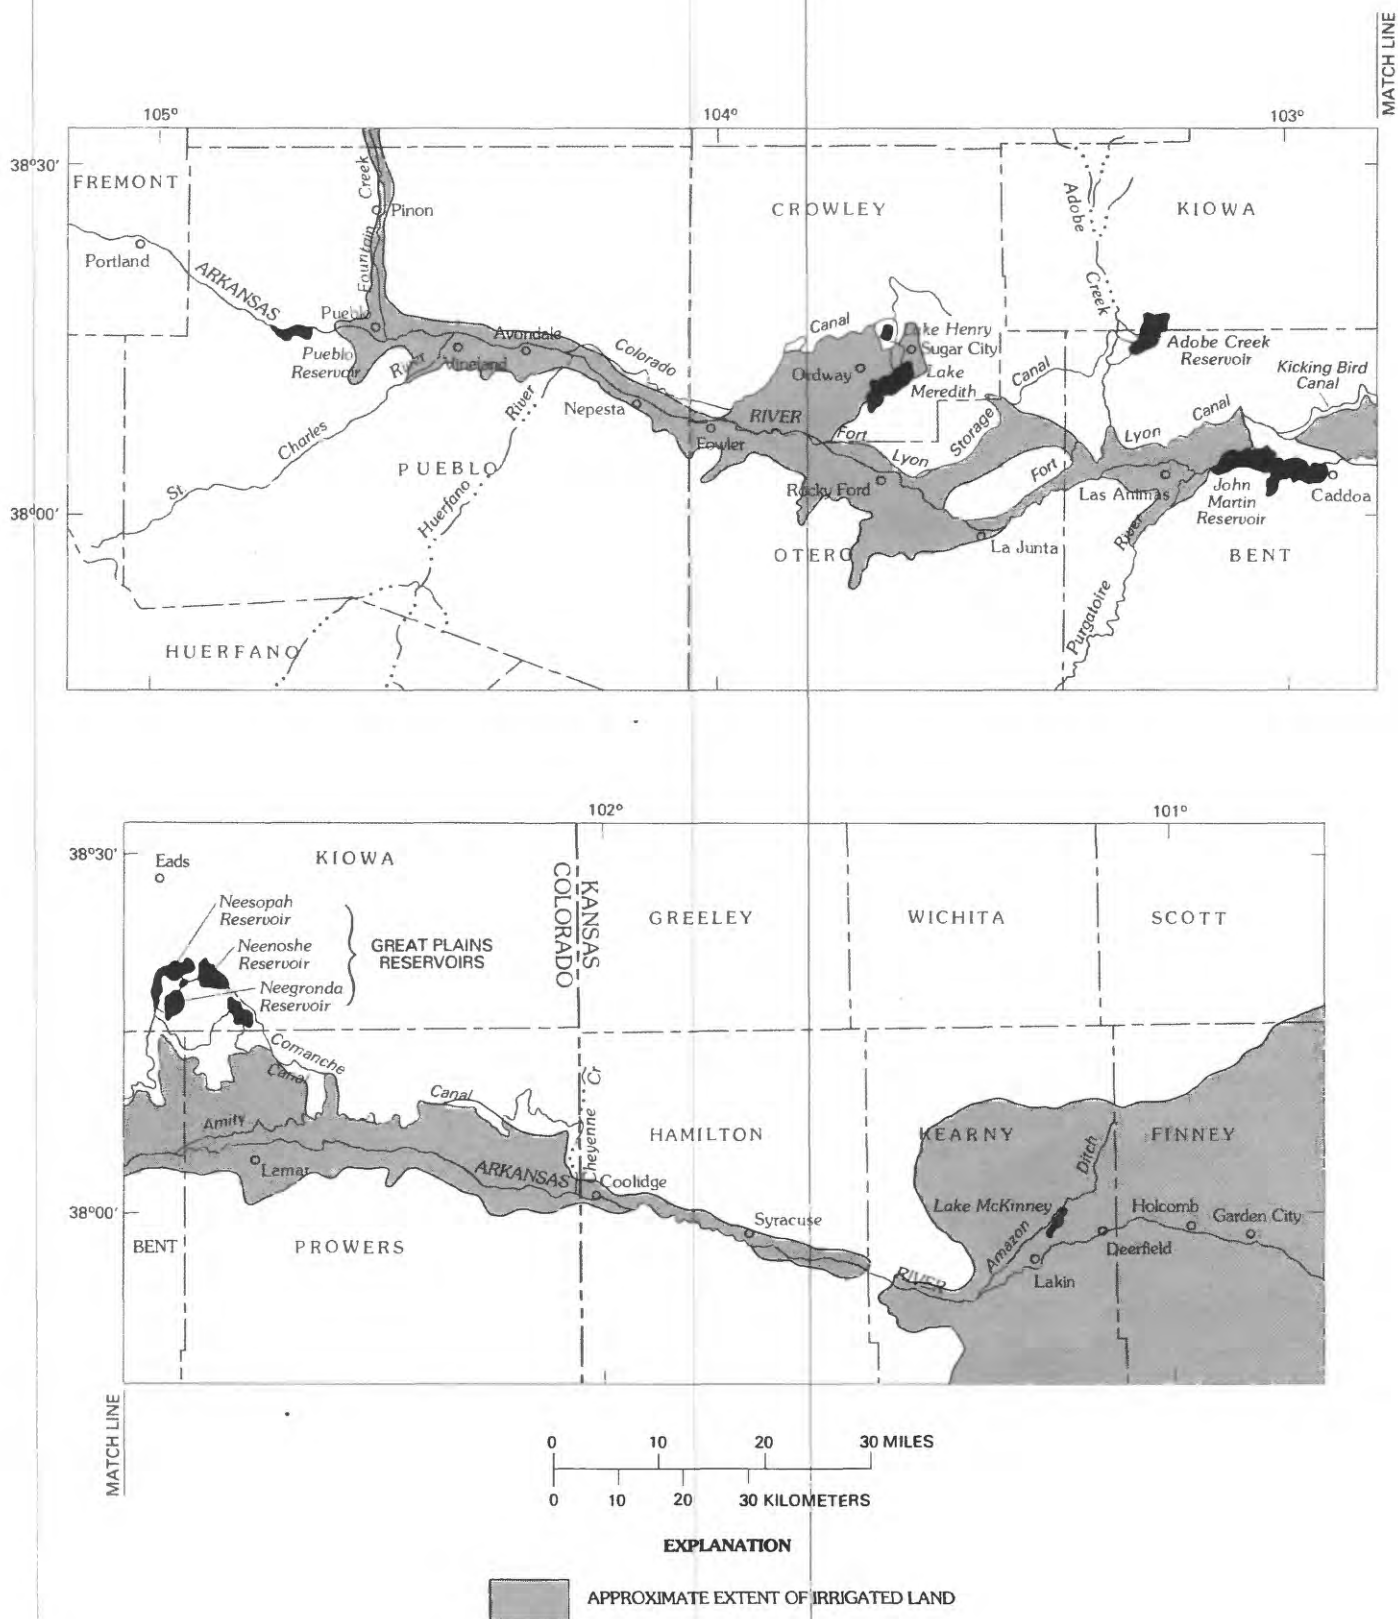 MATCH LINE
105°
104°
103°
38°30'
FREMONT
Creek
Pinon
CROWLEY
Adobe
KIOWA
Portland
Fountain
ARKANSAS
Creek
Pueblo
Avondale
Canal
Lake Henry
Sugar City
Adobe Creek
Reservoir
Pueblo
Reservoir
River
Vineland
Colorado
Ordway
Lake
Meredith
Canal
Kicking Bird
Canal
River
Nepesta
RIVER
Fowler
Fort
Storage
Canal
Charles
Lyon
Lyon
PUEBLO
Fort
St.
Huerfano
Rocky Ford
Las Animas
John
Martin
Reservoir
Caddoa
38°00'
River
OTERO
La Junta
BENT
Purgatoire
HUERFANO
102°
101°
38°30'
Eads
KIOWA
COLORADO
KANSAS
GREELEY
WICHITA
SCOTT
Neesopah
Reservoir
Neenoshe
Reservoir
GREAT PLAINS
RESERVOIRS
Neegronda
Reservoir
Comanche
Canal
Canal
Cheyenne Cr
Amity
HAMILTON
KEARNY
FINNEY
Ditch
Lamar
ARKANSAS
Coolidge
Lake McKinney
Holcomb
Garden City
38°00'
Syracuse
Amazon
Deerfield
BENT
PROWERS
RIVER
Lakin
MATCH LINE
0 10 20 30 MILES
0 10 20 30 KILOMETERS
EXPLANATION
APPROXIMATE EXTENT OF IRRIGATED LAND